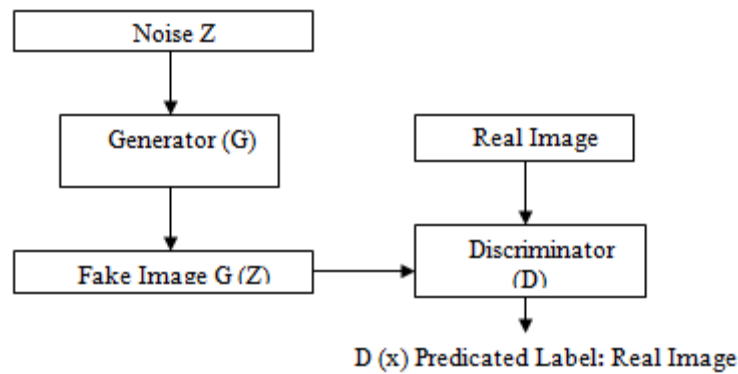 Noise Z
Generator (G)
Real Image
Fake Image G (Z)
Discriminator
(D)
D (x) Predicated Label: Real Image